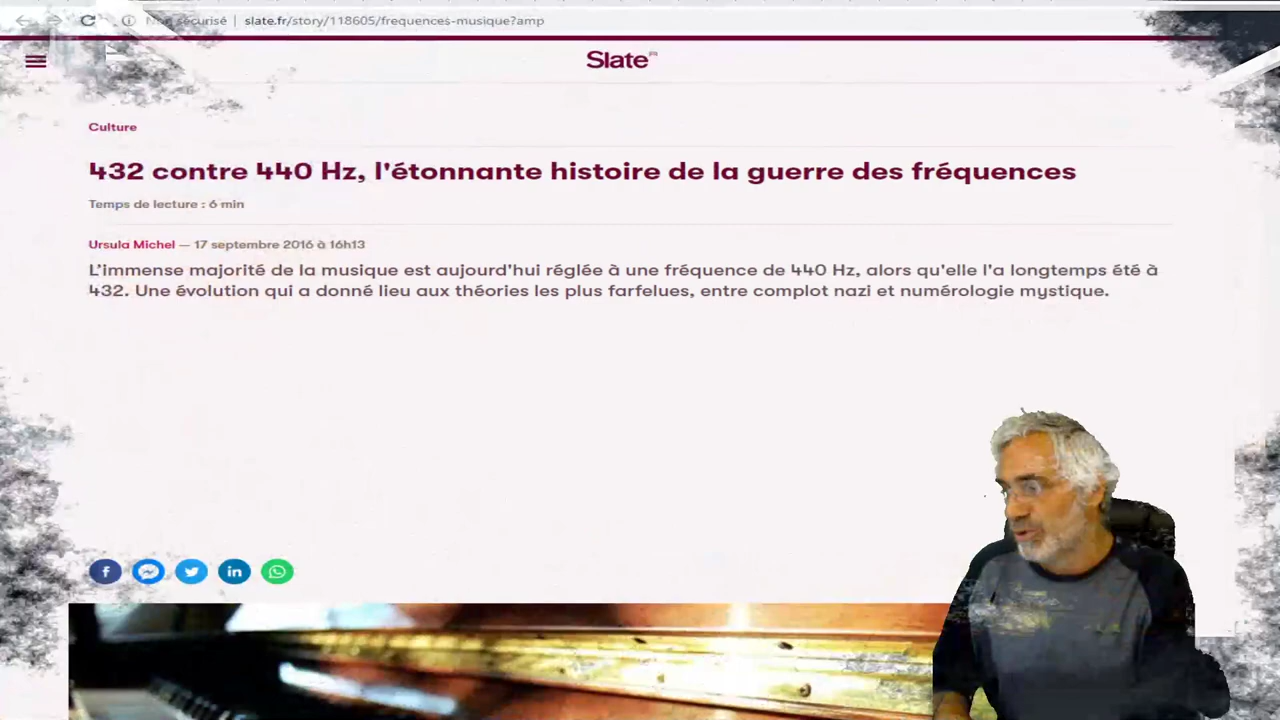 sécurisé | slate.fr/story/118605/frequences-musique?amp
Slate FR
Culture
432 contre 440 Hz, l'étonnante histoire de la guerre des fréquences
Temps de lecture : 6 min
Ursula Michel — 17 septembre 2016 à 16h13
L'immense majorité de la musique est aujourd'hui réglée à une fréquence de 440 Hz, alors qu'elle l'a longtemps été à
432. Une évolution qui a donné lieu aux théories les plus farfelues, entre complot nazi et numérologie mystique.